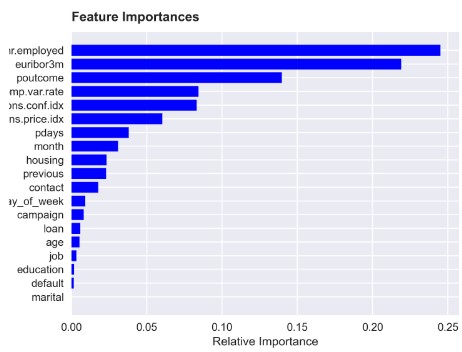 Feature Importances
nr.employed
euribor3m
poutcome
mp.var.rate
ons.conf.idx
ns.price.idx
pdays
month
housing
previous
contact
ay_of_week
campaign
loan
age
job
education
default
marital
0.00 0.05 0.10 0.15 0.20 0.25
Relative Importance